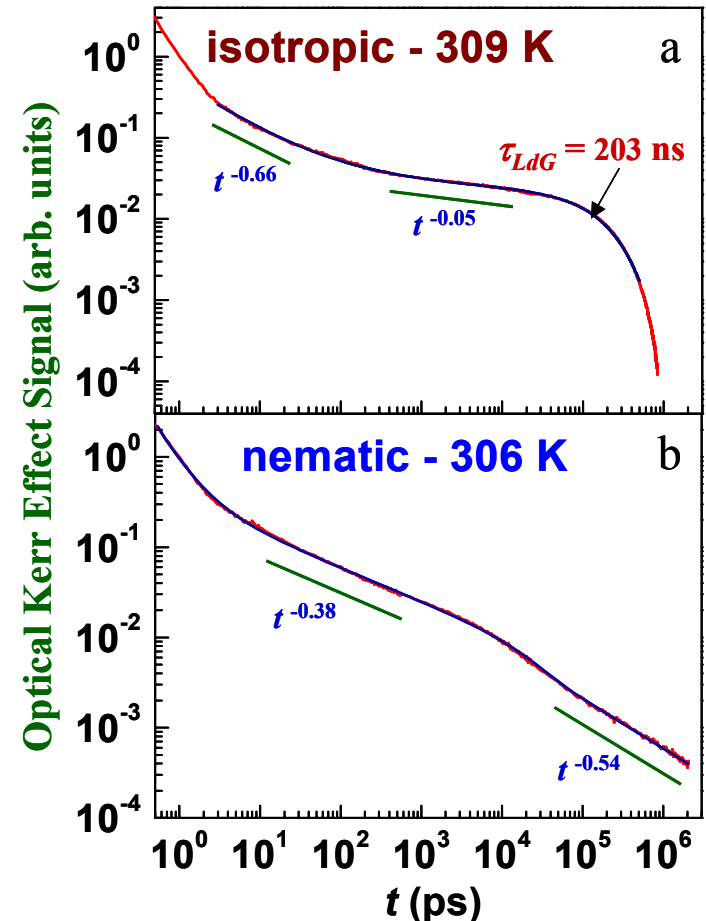 Optical Kerr Effect Signal (arb. units)
isotropic - 309 K
a
10^0
10^-1
10^-2
10^-3
10^-4
τ_LdG = 203 ns
t^-0.66
t^-0.05
nematic - 306 K
b
10^0
10^-1
10^-2
10^-3
10^-4
t^-0.38
t^-0.54
10^0 10^1 10^2 10^3 10^4 10^5 10^6
t (ps)